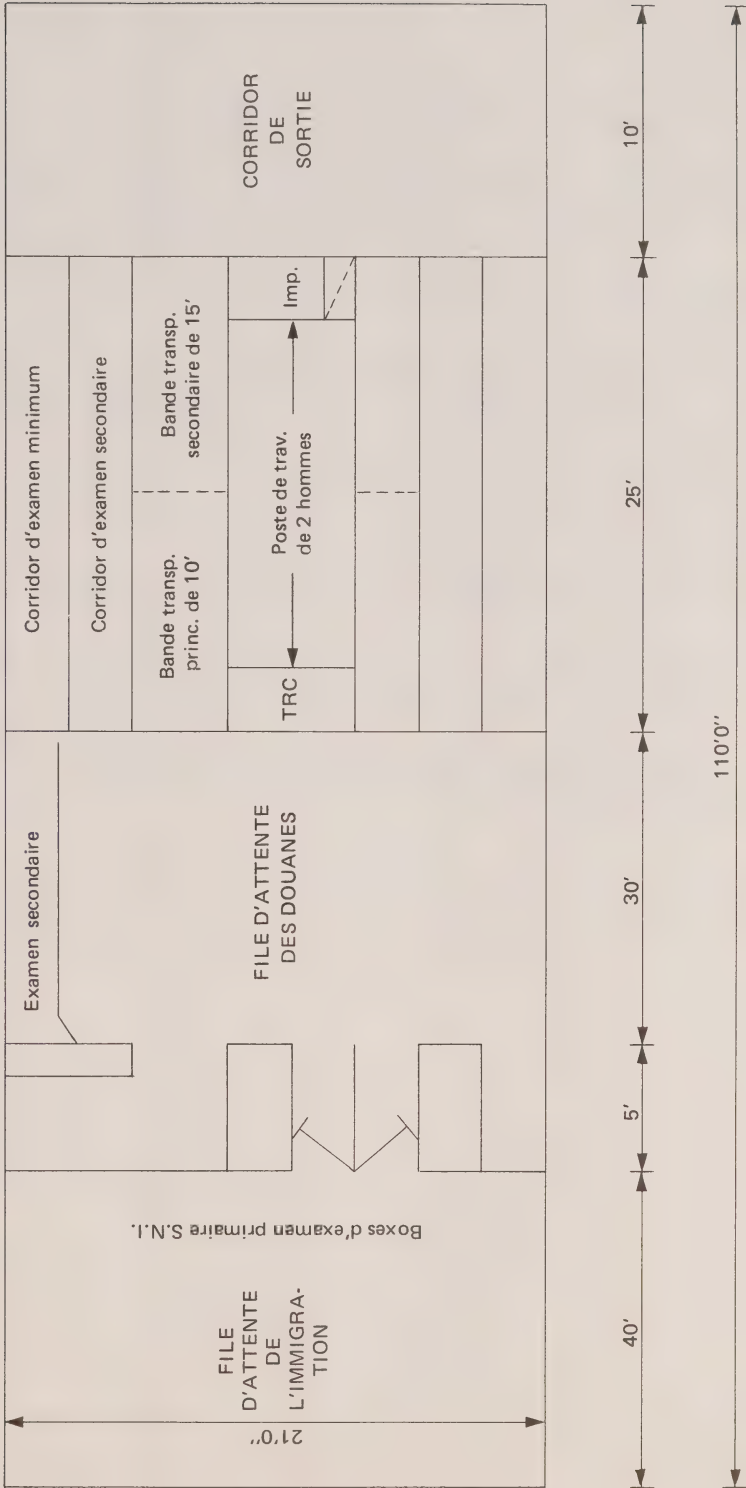 FILE
D'ATTENTE
DE
L'IMMIGRA-
TION
21'0''
Boxes d'examen primaire S.N.I.
Examen secondaire
FILE D'ATTENTE
DES DOUANES
Corridor d'examen minimum
Corridor d'examen secondaire
Bande transp.
princ. de 10'
Bande transp.
secondaire de 15'
TRC
Poste de trav.
de 2 hommes
Imp.
CORRIDOR
DE
SORTIE
40'
5'
30'
25'
10'
110'0''